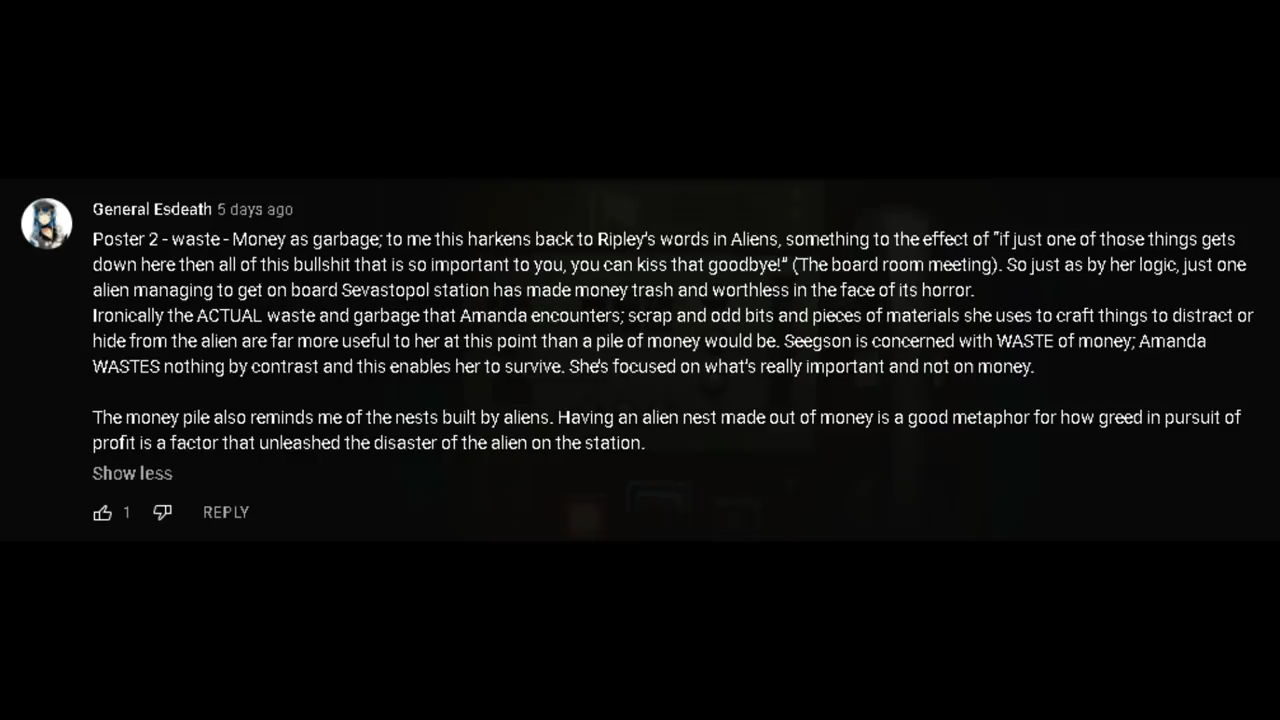 General Esdeath 5 days ago
Poster 2 - waste - Money as garbage; to me this harkens back to Ripley's words in Aliens, something to the effect of "if just one of those things gets
down here then all of this bullshit that is so important to you, you can kiss that goodbye!" (The board room meeting). So just as by her logic, just one
alien managing to get on board Sevastopol station has made money trash and worthless in the face of its horror.
Ironically the ACTUAL waste and garbage that Amanda encounters; scrap and odd bits and pieces of materials she uses to craft things to distract or
hide from the alien are far more useful to her at this point than a pile of money would be. Seegson is concerned with WASTE of money; Amanda
WASTES nothing by contrast and this enables her to survive. She's focused on what's really important and not on money.
The money pile also reminds me of the nests built by aliens. Having an alien nest made out of money is a good metaphor for how greed in pursuit of
profit is a factor that unleashed the disaster of the alien on the station.
Show less
1 REPLY